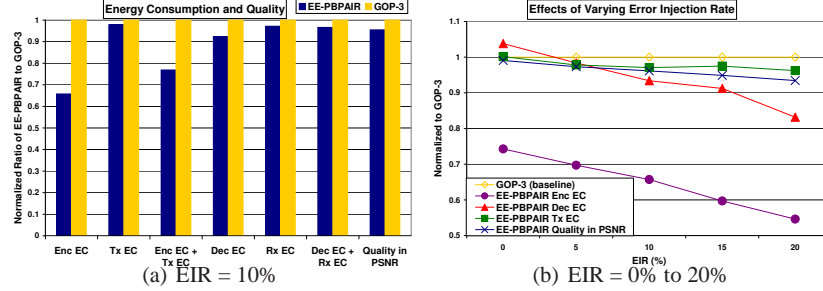 Energy Consumption and Quality
EE-PBPAIR GOP-3
Normalized Ratio of EE-PBPAIR to GOP-3
1
0.9
0.8
0.7
0.6
0.5
0.4
0.3
0.2
0.1
0
Enc EC
Tx EC
Enc EC +
Tx EC
Dec EC
Rx EC
Dec EC +
Rx EC
Quality in
PSNR
(a) EIR = 10%
Effects of Varying Error Injection Rate
Normalized to GOP-3
1.1
1
0.9
0.8
0.7
0.6
0.5
GOP-3 (baseline)
EE-PBPAIR Enc EC
EE-PBPAIR Dec EC
EE-PBPAIR Tx EC
EE-PBPAIR Quality in PSNR
0 5 10 15 20
EIR (%)
(b) EIR = 0% to 20%